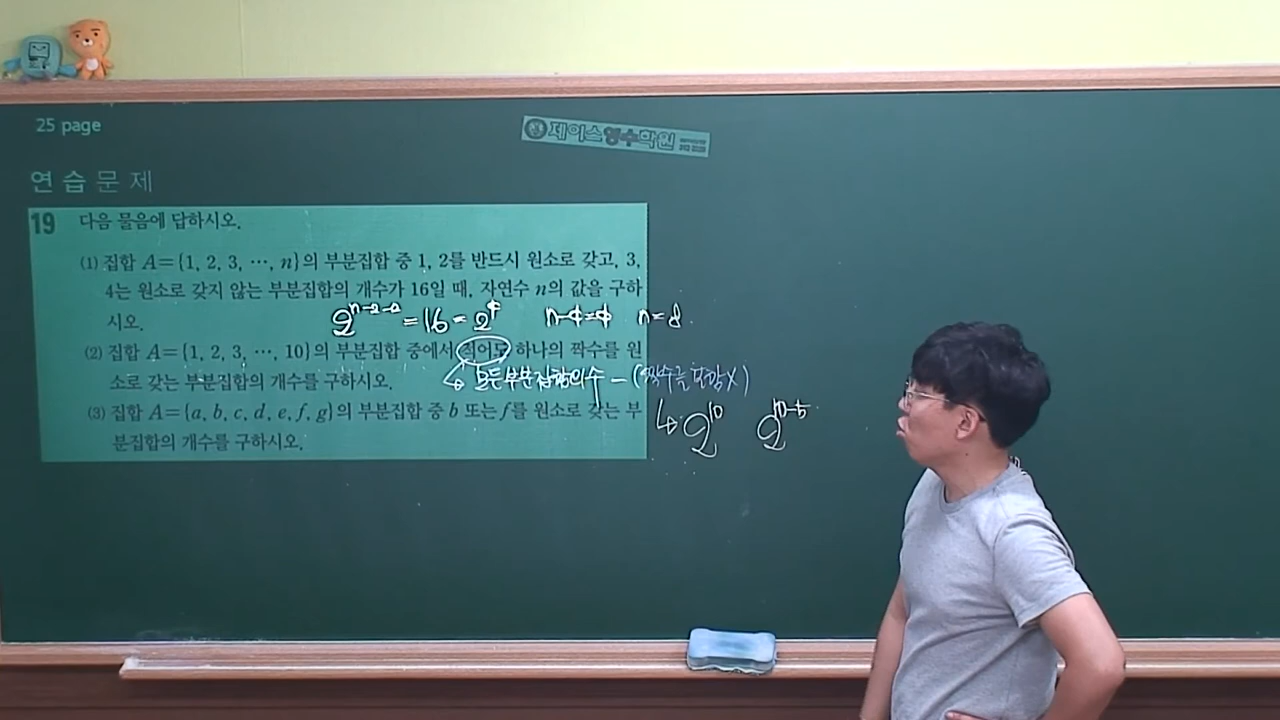 25 page
제이스영수학원
연습문제
19 다음 물음에 답하시오.
(1) 집합 A={1, 2, 3, ⋯, n}의 부분집합 중 1, 2를 반드시 원소로 갖고, 3,
4는 원소로 갖지 않는 부분집합의 개수가 16일 때, 자연수 n의 값을 구하
시오.
2^{n-2-2} = 16 = 2^4 n-4=4 n=8.
(2) 집합 A={1, 2, 3, ⋯, 10}의 부분집합 중에서 적어도 하나의 짝수를 원
소로 갖는 부분집합의 개수를 구하시오.
↳ 모든 부분집합의 수 - (짝수를 포함 X)
(3) 집합 A={a, b, c, d, e, f, g}의 부분집합 중 b 또는 f를 원소로 갖는 부
분집합의 개수를 구하시오.
↳ 2^{10} 2^{10-5}